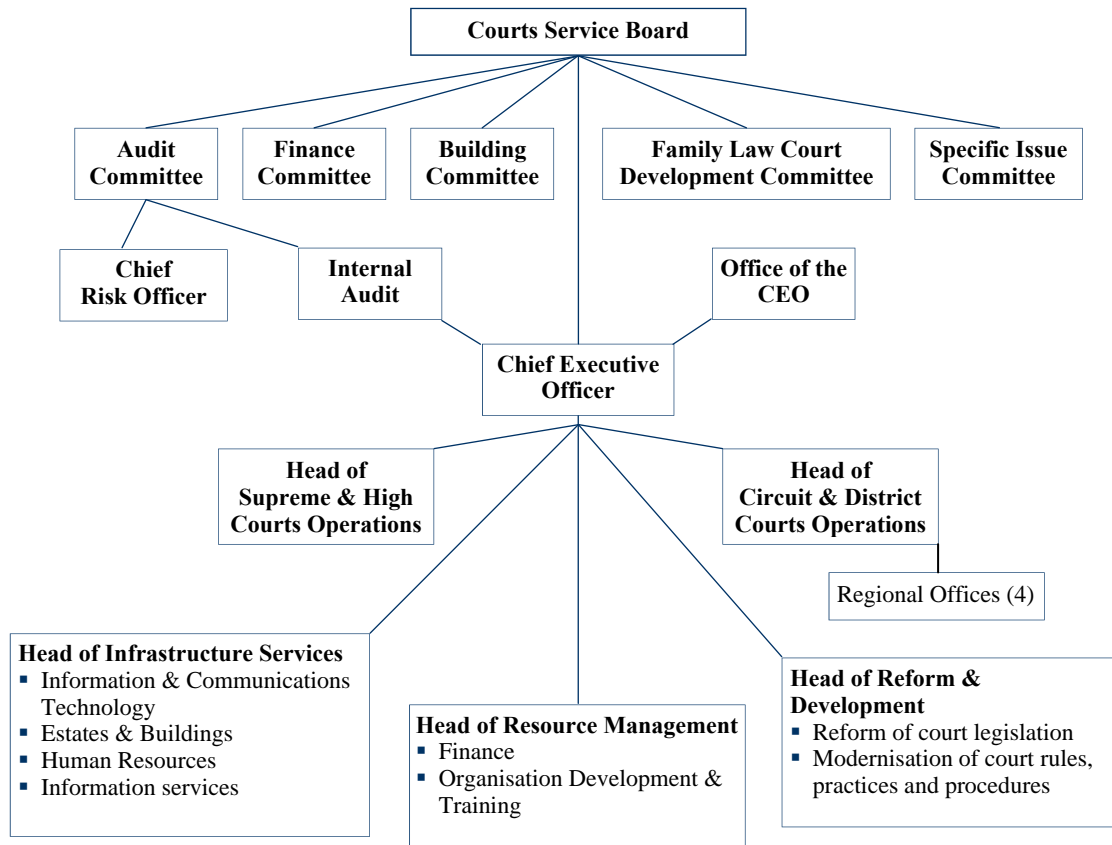 Courts Service Board
Audit
Committee
Finance
Committee
Building
Committee
Family Law Court
Development Committee
Specific Issue
Committee
Chief
Risk Officer
Internal
Audit
Office of the
CEO
Chief Executive
Officer
Head of
Supreme & High
Courts Operations
Head of
Circuit & District
Courts Operations
Regional Offices (4)
Head of Infrastructure Services
▪ Information & Communications
Technology
▪ Estates & Buildings
▪ Human Resources
▪ Information services
Head of Resource Management
▪ Finance
▪ Organisation Development &
Training
Head of Reform &
Development
▪ Reform of court legislation
▪ Modernisation of court rules,
practices and procedures